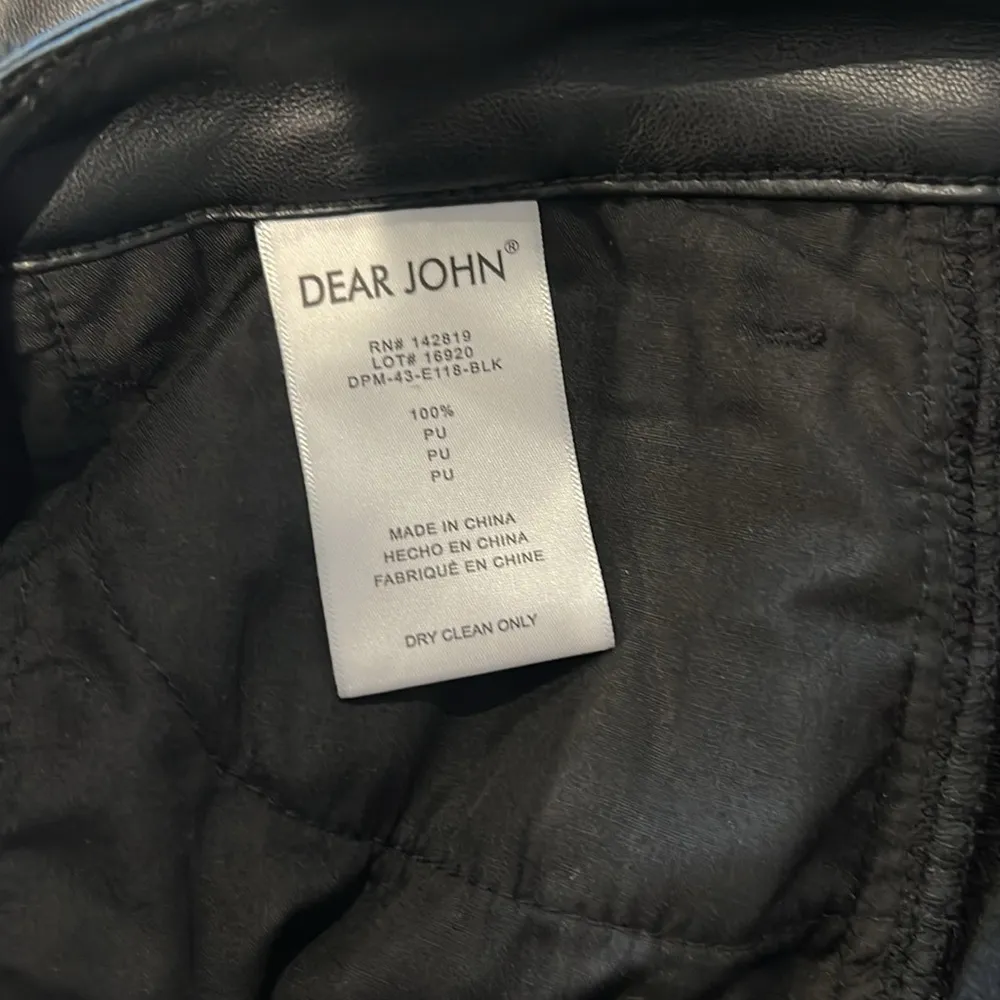 DEAR JOHN®
RN# 142819
LOT# 16920
DPM-43-E118-BLK
100%
PU
PU
PU
MADE IN CHINA
HECHO EN CHINA
FABRIQUÉ EN CHINE
DRY CLEAN ONLY